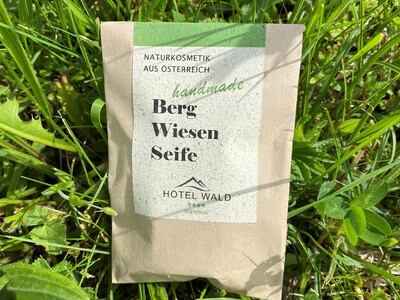 NATURKOSMETIK
AUS ÖSTERREICH
handmade
Berg
Wiesen
Seife
HOTEL WALD